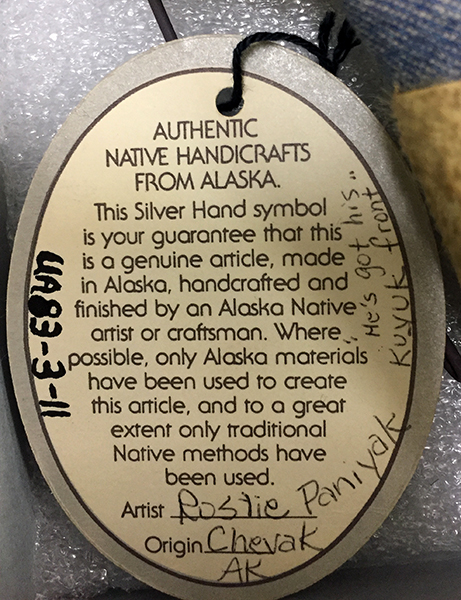 AUTHENTIC
NATIVE HANDICRAFTS
FROM ALASKA.
This Silver Hand symbol
is your guarantee that this
is a genuine article, made
in Alaska, handcrafted and
finished by an Alaska Native
artist or craftsman. Where
possible, only Alaska materials
have been used to create
this article, and to a great
extent only traditional
Native methods have
been used.
Artist Rosalie Paniyak
Origin Chevak
AK
UA83-3-11
"He's got his..
Kuvuk front